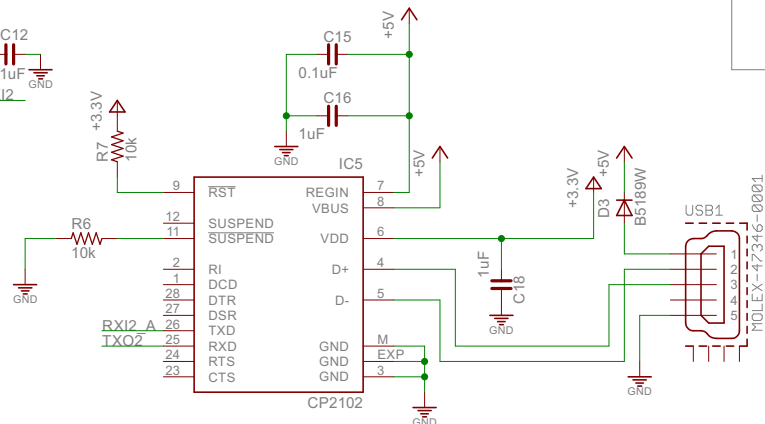 C12
1uF
GND
I2
+5V
C15
0.1uF
C16
1uF
GND
+3.3V
R7
10k
IC5
+5V
9 RST REGIN 7
VBUS 8
12 SUSPEND
11 SUSPEND VDD 6
R6
10k
GND
2 RI D+ 4
1 DCD
28 DTR D- 5
27 DSR
RXI2_A 26 TXD
TXO2 25 RXD GND M
24 RTS GND EXP
23 CTS GND 3
CP2102
GND
1uF
C18
GND
+3.3V
+5V
D3
B5189W
USB1
1
2
3
4
5
MOLEX-47346-0001
GND